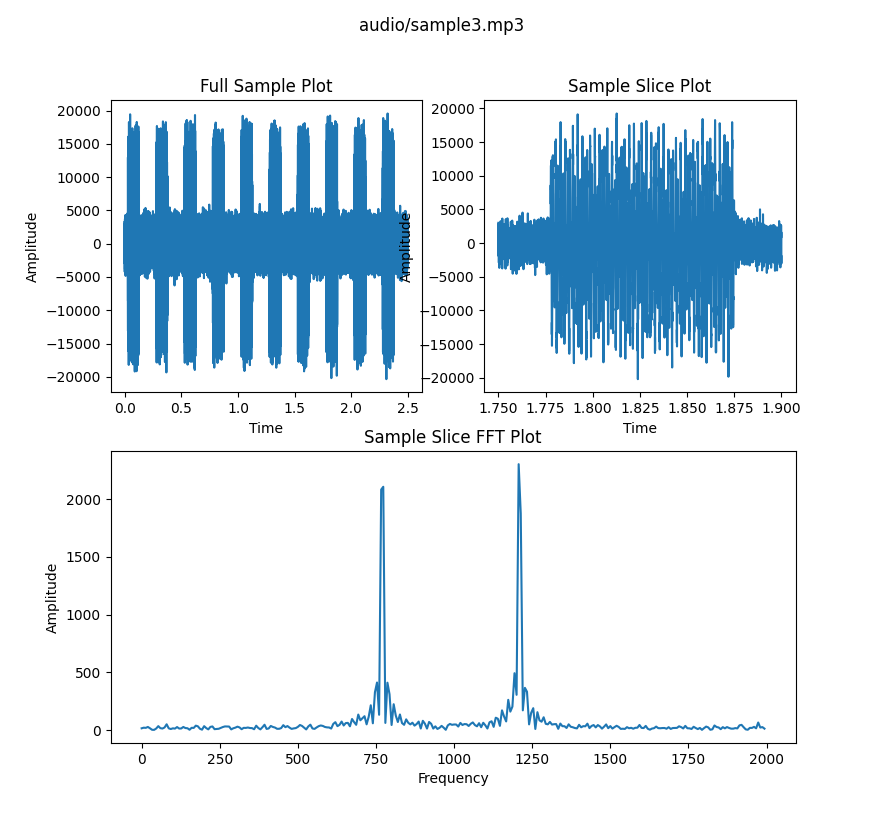 audio/sample3.mp3
Full Sample Plot
20000
15000
10000
5000
0
−5000
−10000
−15000
−20000
Amplitude
0.0 0.5 1.0 1.5 2.0 2.5
Time
Sample Slice Plot
20000
15000
10000
5000
0
−5000
−10000
−15000
−20000
Amplitude
1.750 1.775 1.800 1.825 1.850 1.875 1.900
Time
Sample Slice FFT Plot
2000
1500
1000
500
0
Amplitude
0 250 500 750 1000 1250 1500 1750 2000
Frequency